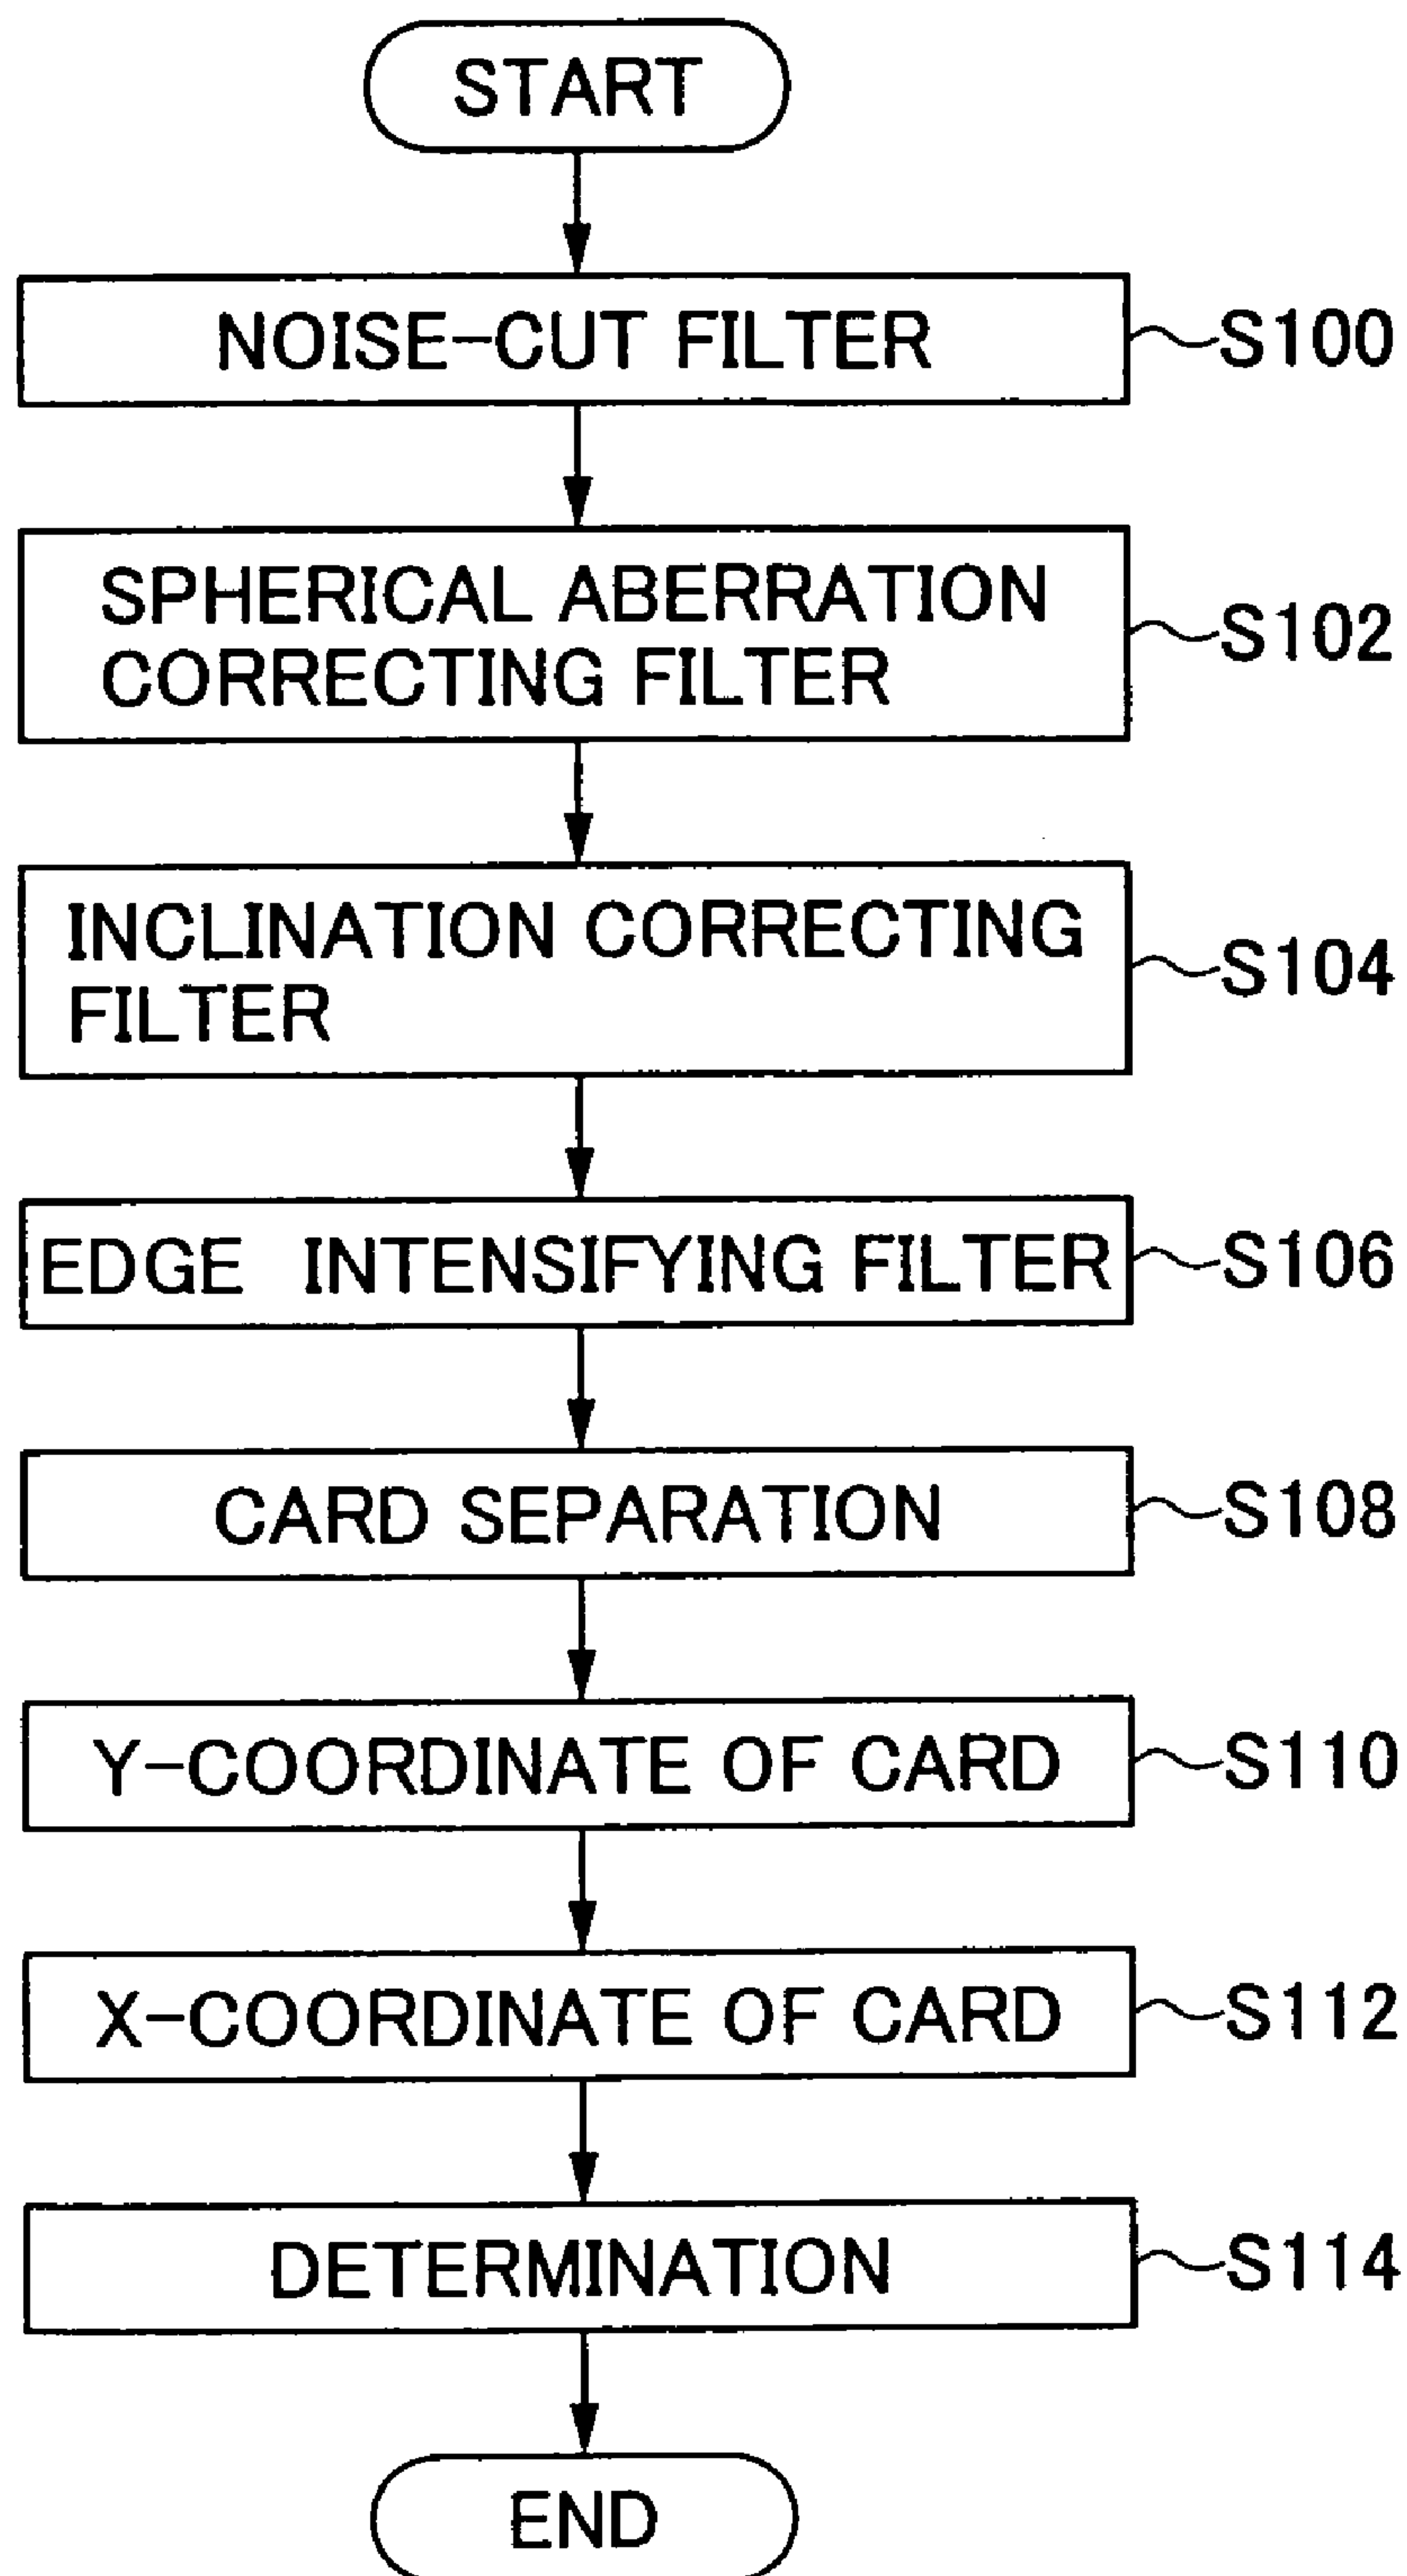 START
NOISE-CUT FILTER
S100
SPHERICAL ABERRATION
CORRECTING FILTER
S102
INCLINATION CORRECTING
FILTER
S104
EDGE INTENSIFYING FILTER
S106
CARD SEPARATION
S108
Y-COORDINATE OF CARD
S110
X-COORDINATE OF CARD
S112
DETERMINATION
S114
END